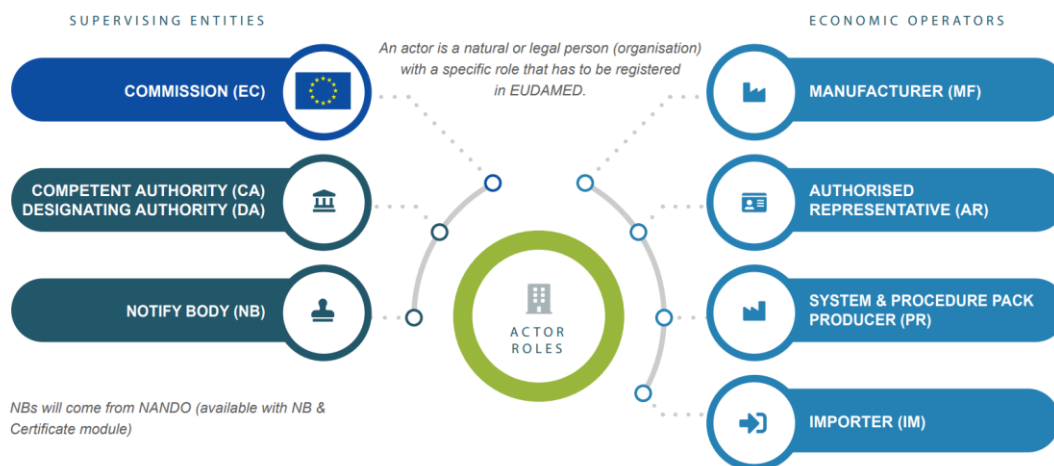 SUPERVISING ENTITIES
COMMISSION (EC)
COMPETENT AUTHORITY (CA)
DESIGNATING AUTHORITY (DA)
NOTIFY BODY (NB)
NBs will come from NANDO (available with NB &
Certificate module)
An actor is a natural or legal person (organisation)
with a specific role that has to be registered
in EUDAMED.
ACTOR
ROLES
ECONOMIC OPERATORS
MANUFACTURER (MF)
AUTHORISED
REPRESENTATIVE (AR)
SYSTEM & PROCEDURE PACK
PRODUCER (PR)
IMPORTER (IM)